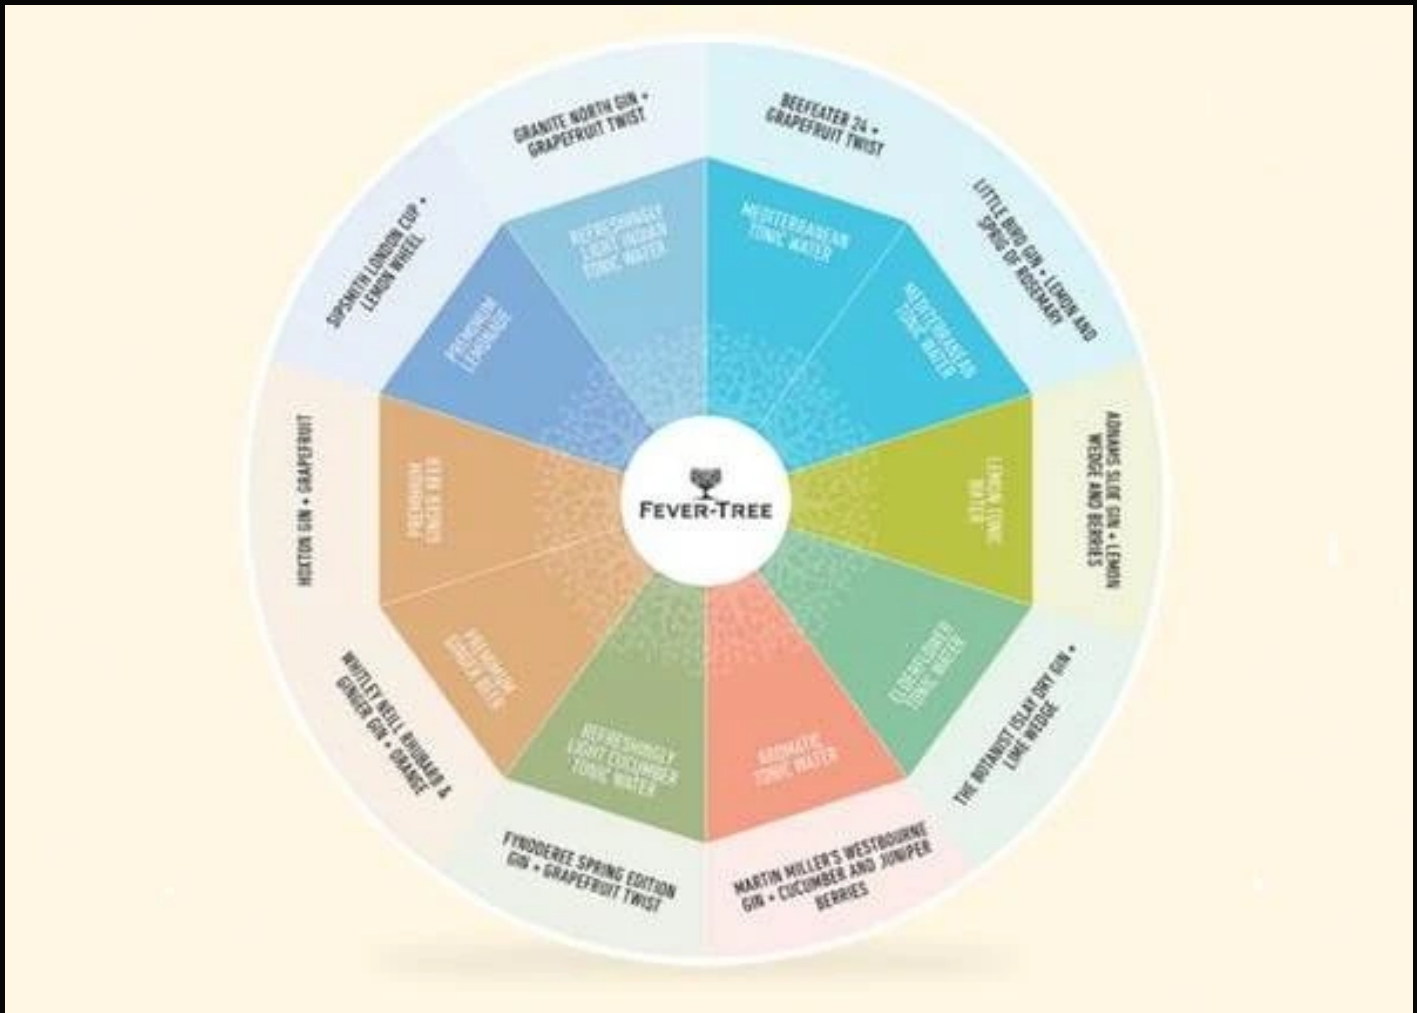 FEVER-TREE
BEEFEATER 24 +
GRAPEFRUIT TWIST
MEDITERRANEAN
TONIC WATER
LITTLE BIRD GIN + LEMON AND
SPRIG OF ROSEMARY
MEDITERRANEAN
TONIC WATER
ADNAMS SLOE GIN + LEMON
WEDGE AND BERRIES
LEMON TONIC
WATER
THE BOTANIST ISLAY DRY GIN +
LIME WEDGE
ELDERFLOWER
TONIC WATER
MARTIN MILLER'S WESTBOURNE
GIN + CUCUMBER AND JUNIPER
BERRIES
AROMATIC
TONIC WATER
FYNODEREE SPRING EDITION
GIN + GRAPEFRUIT TWIST
REFRESHINGLY
LIGHT CUCUMBER
TONIC WATER
WHITLEY NEILL RHUBARB &
GINGER GIN + ORANGE
PREMIUM
GINGER BEER
HOXTON GIN + GRAPEFRUIT
PREMIUM
GINGER BEER
SIPSMITH LONDON CUP +
LEMON WHEEL
PREMIUM
LEMONADE
GRANITE NORTH GIN +
GRAPEFRUIT TWIST
REFRESHINGLY
LIGHT INDIAN
TONIC WATER